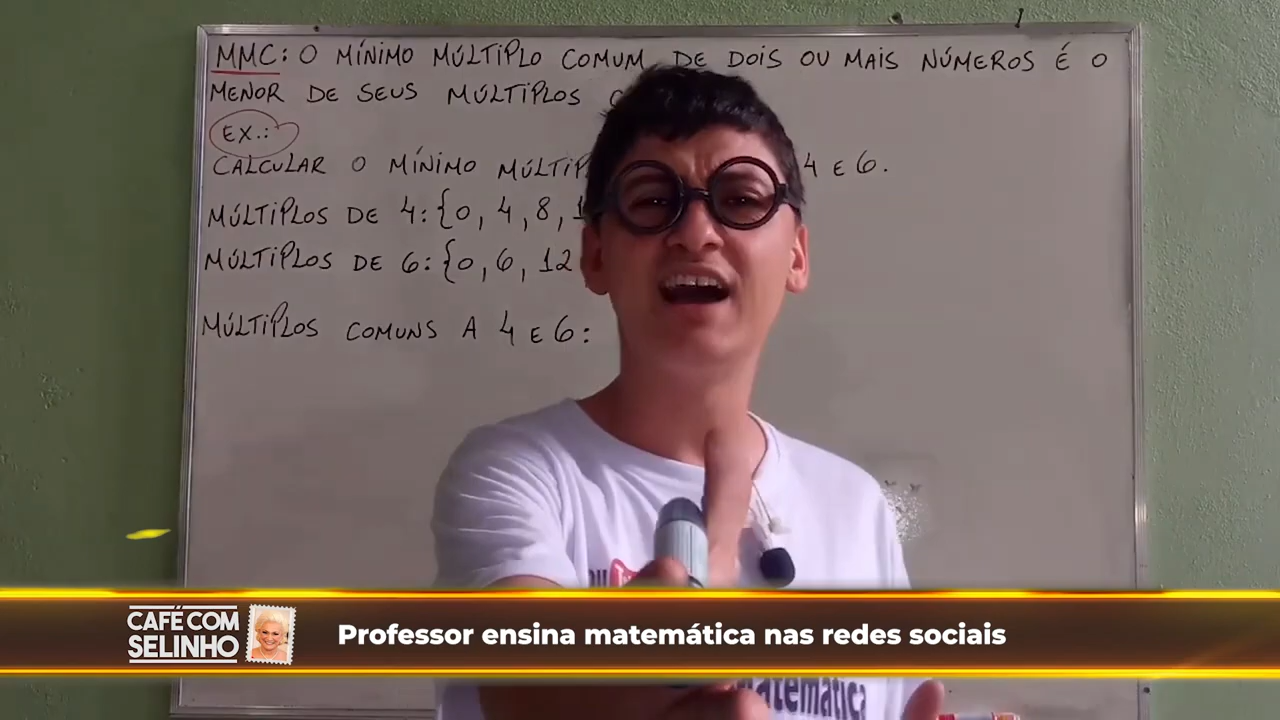 MMC: O MÍNIMO MÚLTIPLO COMUM DE DOIS OU MAIS NÚMEROS É O
MENOR DE SEUS MÚLTIPLOS
EX.:
CALCULAR O MÍNIMO 4 E 6.
MÚLTIPLOS DE 4: {0, 4, 8,
MÚLTIPLOS DE 6: {0, 6, 12
MÚLTIPLOS COMUNS A 4 E 6:
matemática
CAFÉ COM
SELINHO
Professor ensina matemática nas redes sociais